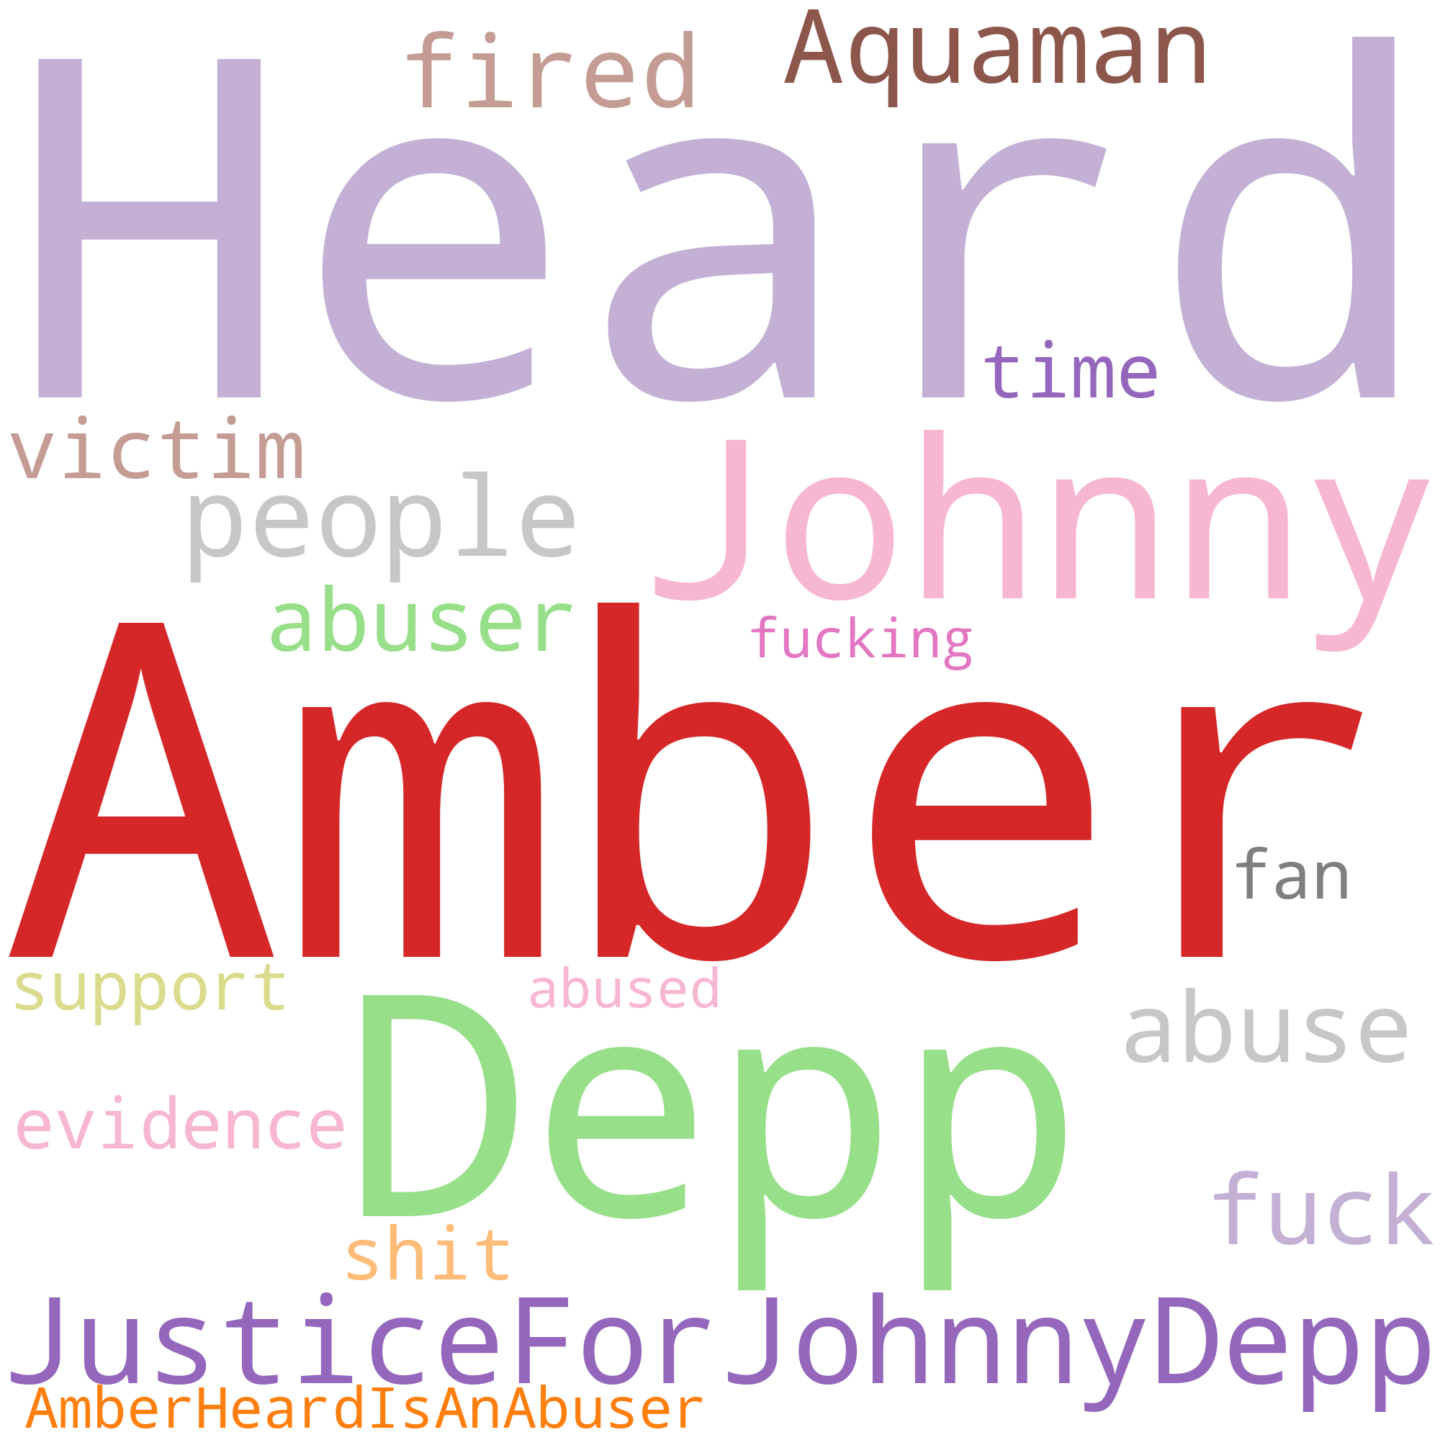 fired
Aquaman
Heard
time
victim
people
Johnny
abuser
fucking
Amber
fan
support
abused
Depp
abuse
evidence
fuck
shit
JusticeForJohnnyDepp
AmberHeardIsAnAbuser